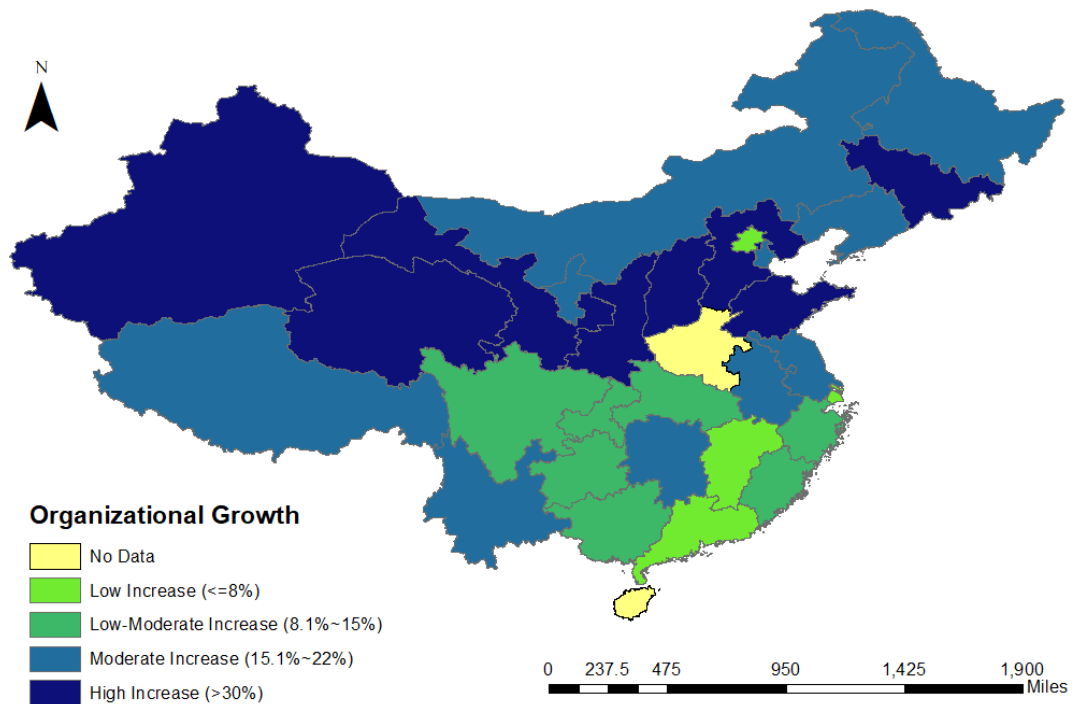 N
Organizational Growth
No Data
Low Increase (<=8%)
Low-Moderate Increase (8.1%~15%)
Moderate Increase (15.1%~22%)
High Increase (>30%)
0 237.5 475 950 1,425 1,900
Miles